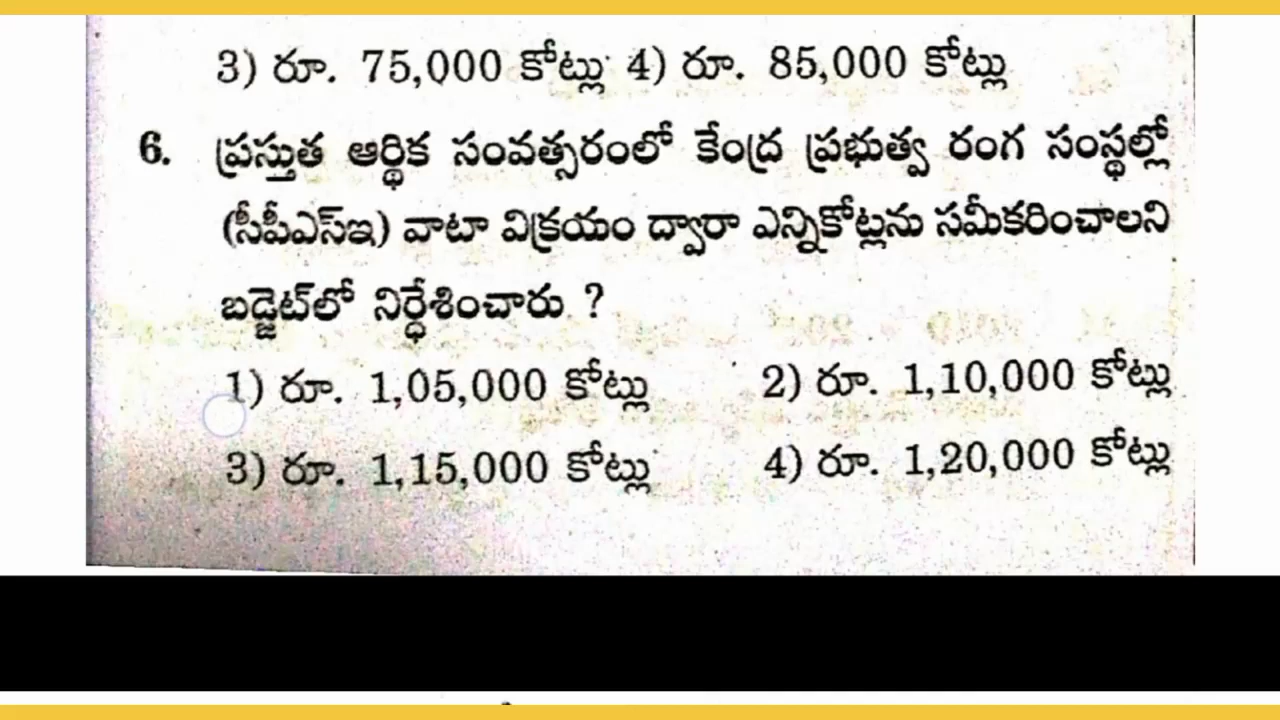 3) రూ. 75,000 కోట్లు 4) రూ. 85,000 కోట్లు
6. ప్రస్తుత ఆర్థిక సంవత్సరంలో కేంద్ర ప్రభుత్వ రంగ సంస్థల్లో
(సీపీఎస్ఇ) వాటా విక్రయం ద్వారా ఎన్నికోట్లను సమీకరించాలని
బడ్జెట్‌లో నిర్ధేశించారు ?
1) రూ. 1,05,000 కోట్లు 2) రూ. 1,10,000 కోట్లు
3) రూ. 1,15,000 కోట్లు 4) రూ. 1,20,000 కోట్లు